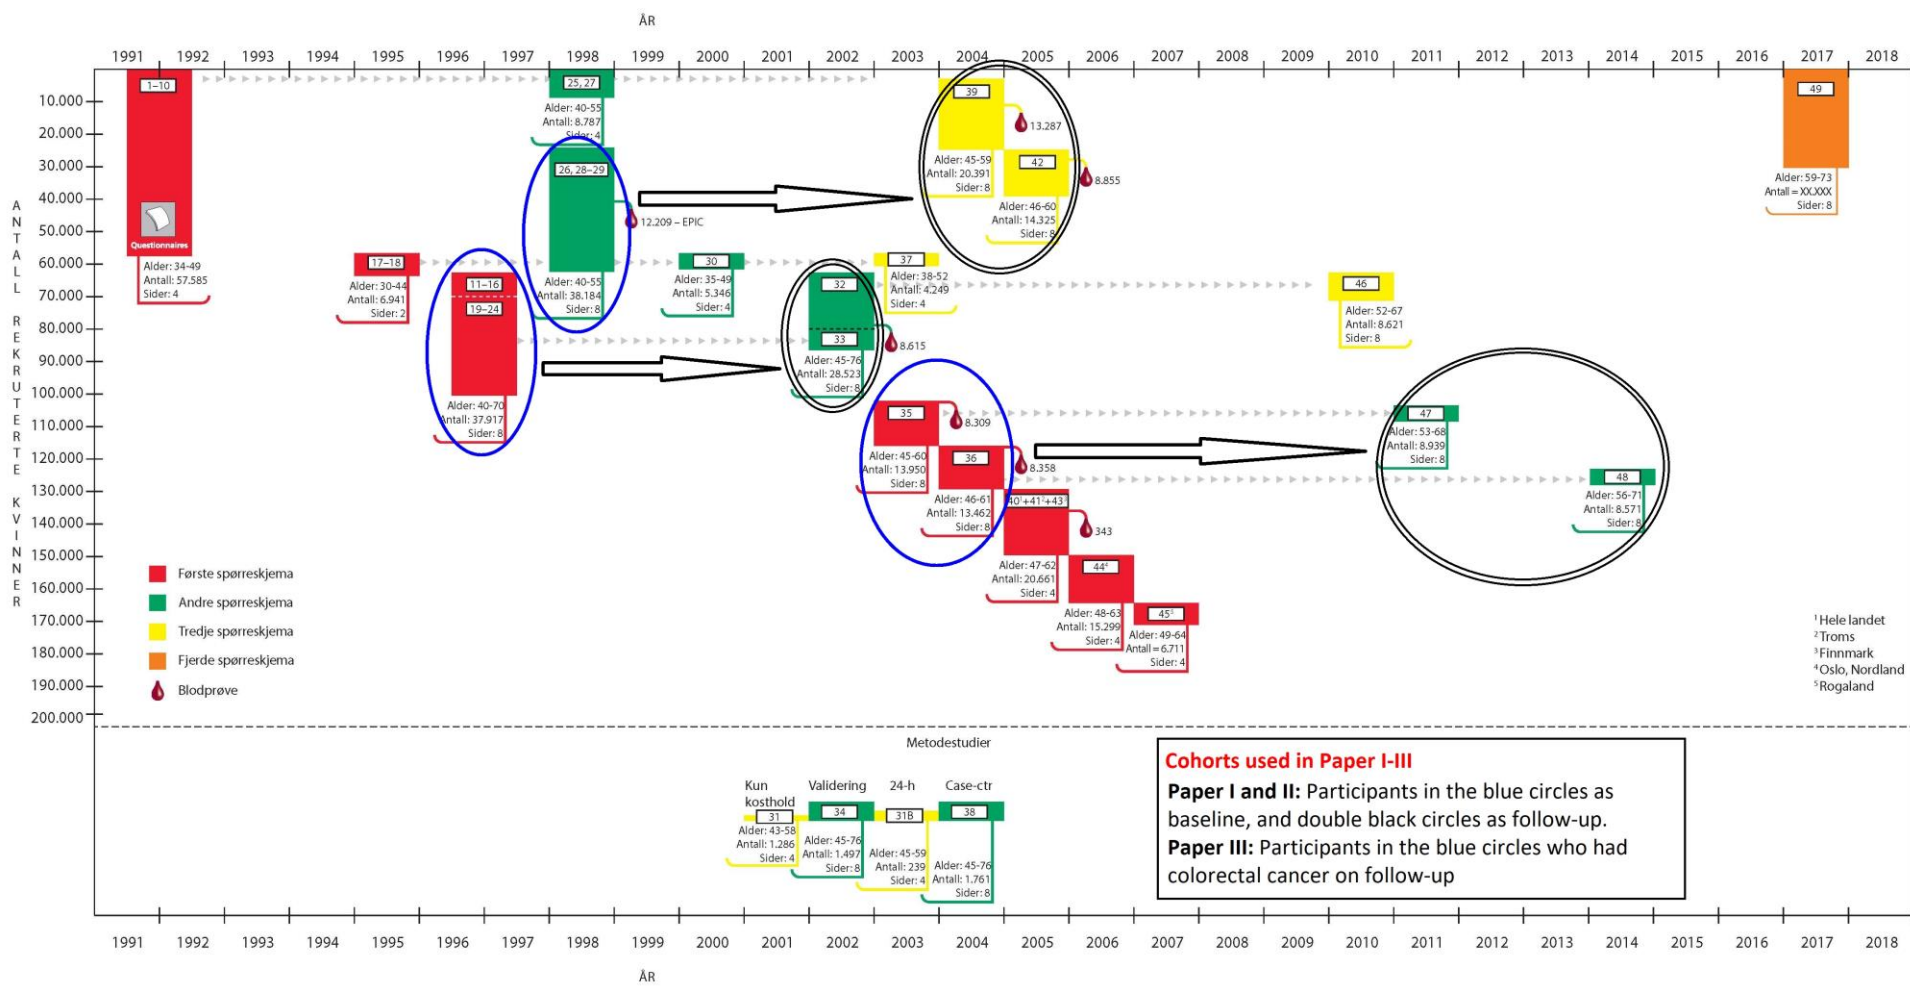 ÅR
1991 1992 1993 1994 1995 1996 1997 1998 1999 2000 2001 2002 2003 2004 2005 2006 2007 2008 2009 2010 2011 2012 2013 2014 2015 2016 2017 2018
ANTALL REKRUTERTE KVINNER
10.000
20.000
30.000
40.000
50.000
60.000
70.000
80.000
90.000
100.000
110.000
120.000
130.000
140.000
150.000
160.000
170.000
180.000
190.000
200.000
1–10
Questionnaires
Alder: 34-49
Antall: 57.585
Sider: 4
17–18
Alder: 30-44
Antall: 6.941
Sider: 2
11–16
19–24
Alder: 40-70
Antall: 37.917
Sider: 8
25, 27
Alder: 40-55
Antall: 8.787
Sider: 4
26, 28–29
12.209 – EPIC
Alder: 40-55
Antall: 38.184
Sider: 8
30
Alder: 35-49
Antall: 5.346
Sider: 4
32
33
8.615
Alder: 45-76
Antall: 28.523
Sider: 8
37
Alder: 38-52
Antall: 4.249
Sider: 4
39
13.287
Alder: 45-59
Antall: 20.391
Sider: 8
42
8.855
Alder: 46-60
Antall: 14.325
Sider: 8
35
8.309
Alder: 45-60
Antall: 13.950
Sider: 8
36
8.358
Alder: 46-61
Antall: 13.462
Sider: 8
40¹+41²+43³
343
Alder: 47-62
Antall: 20.661
Sider: 4
44⁴
Alder: 48-63
Antall: 15.299
Sider: 4
45⁵
Alder: 49-64
Antall = 6.711
Sider: 4
46
Alder: 52-67
Antall: 8.621
Sider: 8
47
Alder: 53-68
Antall: 8.939
Sider: 8
48
Alder: 56-71
Antall: 8.571
Sider: 8
49
Alder: 59-73
Antall = XX.XXX
Sider: 8
Første spørreskjema
Andre spørreskjema
Tredje spørreskjema
Fjerde spørreskjema
Blodprøve
¹ Hele landet
² Troms
³ Finnmark
⁴ Oslo, Nordland
⁵ Rogaland
Metodestudier
Kun
kosthold
31
Alder: 43-58
Antall: 1.286
Sider: 4
Validering
34
Alder: 45-76
Antall: 1.497
Sider: 8
24-h
31B
Alder: 45-59
Antall: 239
Sider: 4
Case-ctr
38
Alder: 45-76
Antall: 1.761
Sider: 8
Cohorts used in Paper I-III
Paper I and II: Participants in the blue circles as
baseline, and double black circles as follow-up.
Paper III: Participants in the blue circles who had
colorectal cancer on follow-up
1991 1992 1993 1994 1995 1996 1997 1998 1999 2000 2001 2002 2003 2004 2005 2006 2007 2008 2009 2010 2011 2012 2013 2014 2015 2016 2017 2018
ÅR